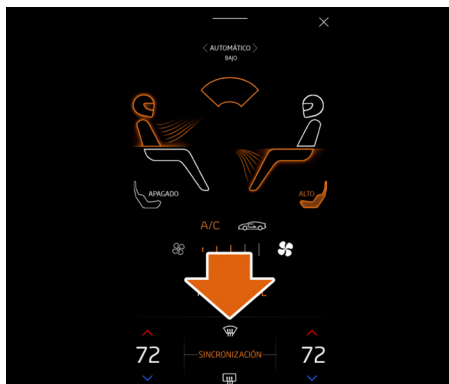 < AUTOMÁTICO >
BAJO
APAGADO
ALTO
A/C
72
SINCRONIZACIÓN
72